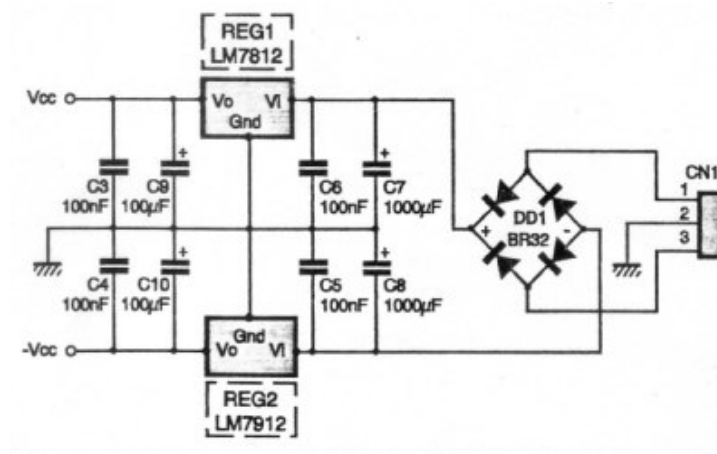 REG1
LM7812
Vcc
Vo
VI
Gnd
C3
100nF
C9
100µF
+
C6
100nF
C7
1000µF
+
CN1
1
2
3
DD1
BR32
+
-
C4
100nF
C10
100µF
+
C5
100nF
C8
1000µF
+
-Vcc
Gnd
Vo
VI
REG2
LM7912